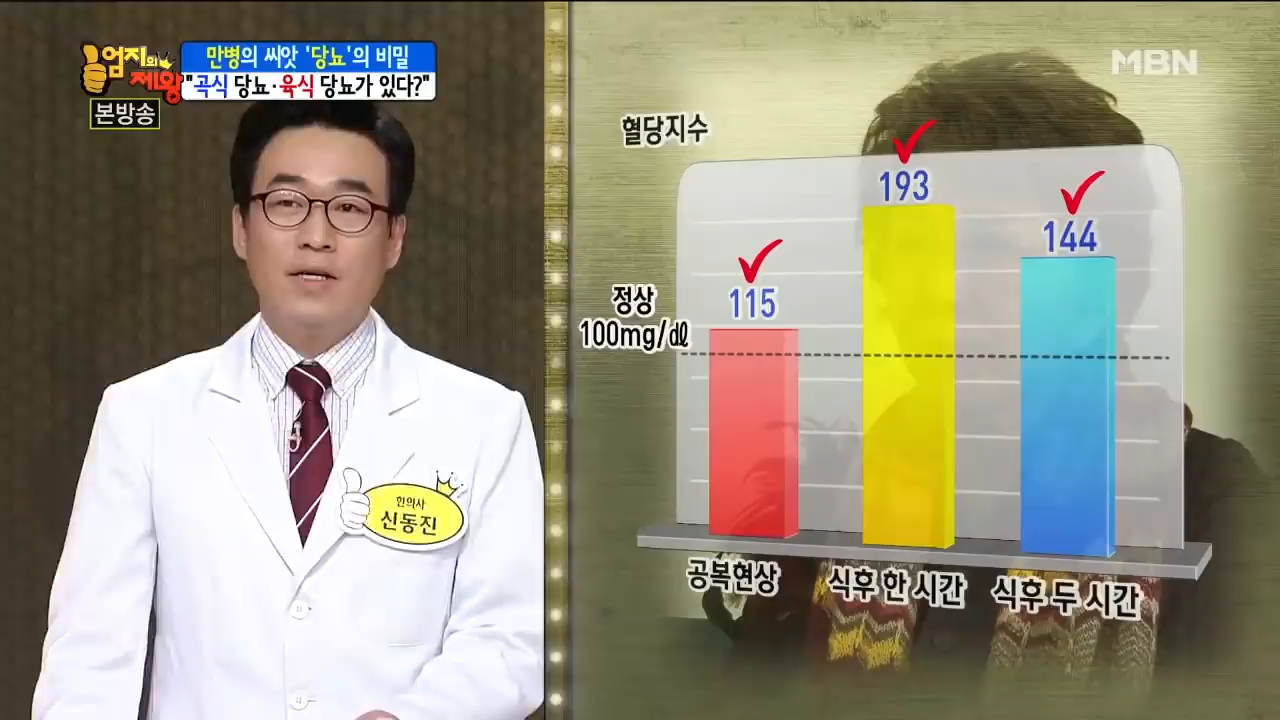 엄지의 제왕
만병의 씨앗 '당뇨'의 비밀
"곡식 당뇨·육식 당뇨가 있다?"
본방송
MBN
혈당지수
193
144
115
정상
100mg/㎗
공복현상
식후 한 시간
식후 두 시간
한의사
신동진